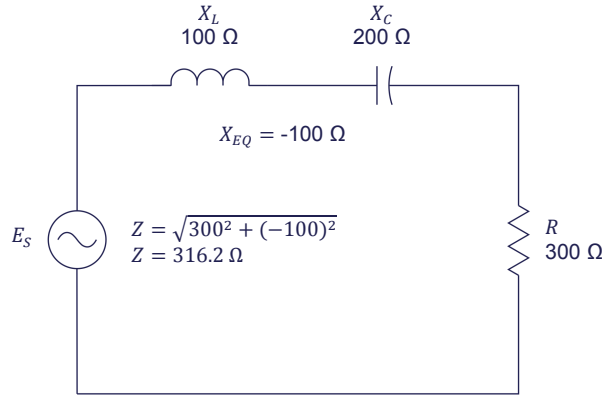 X_L
100 Ω
X_C
200 Ω
X_EQ = -100 Ω
E_S
Z = √300² + (−100)²
Z = 316.2 Ω
R
300 Ω